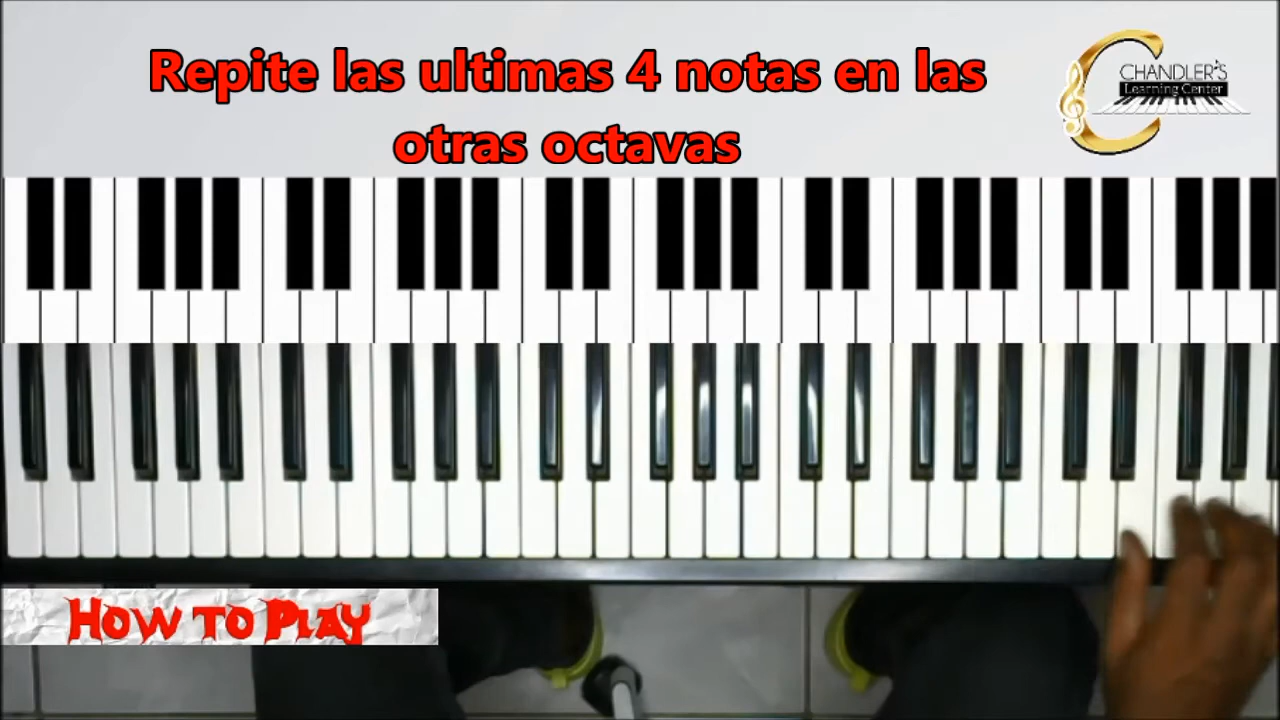 Repite las ultimas 4 notas en las
otras octavas
CHANDLER'S
Learning Center
How to Play